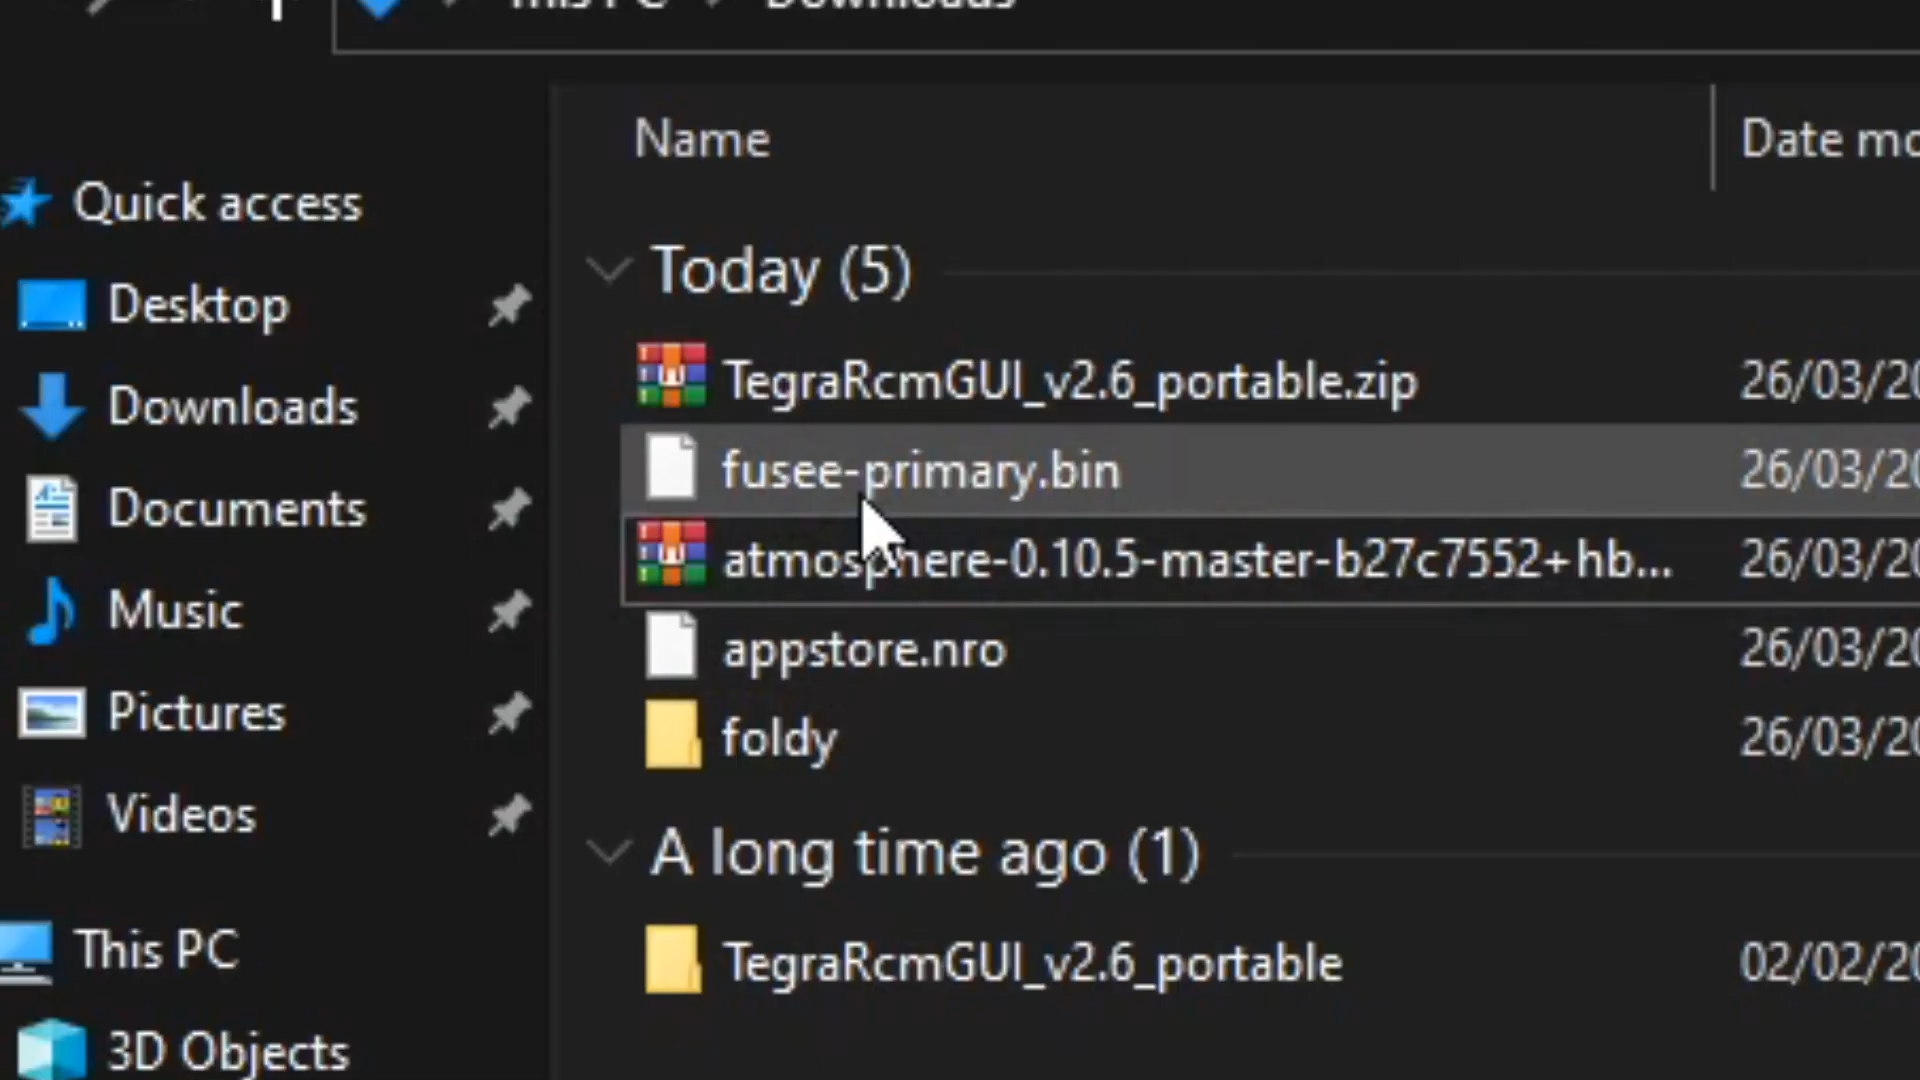 This PC > Downloads
Name
Date mo
Quick access
Today (5)
Desktop
TegraRcmGUI_v2.6_portable.zip
26/03/20
Downloads
fusee-primary.bin
26/03/20
Documents
atmosphere-0.10.5-master-b27c7552+hb...
26/03/20
Music
appstore.nro
26/03/20
Pictures
foldy
26/03/20
Videos
A long time ago (1)
This PC
TegraRcmGUI_v2.6_portable
02/02/20
3D Objects